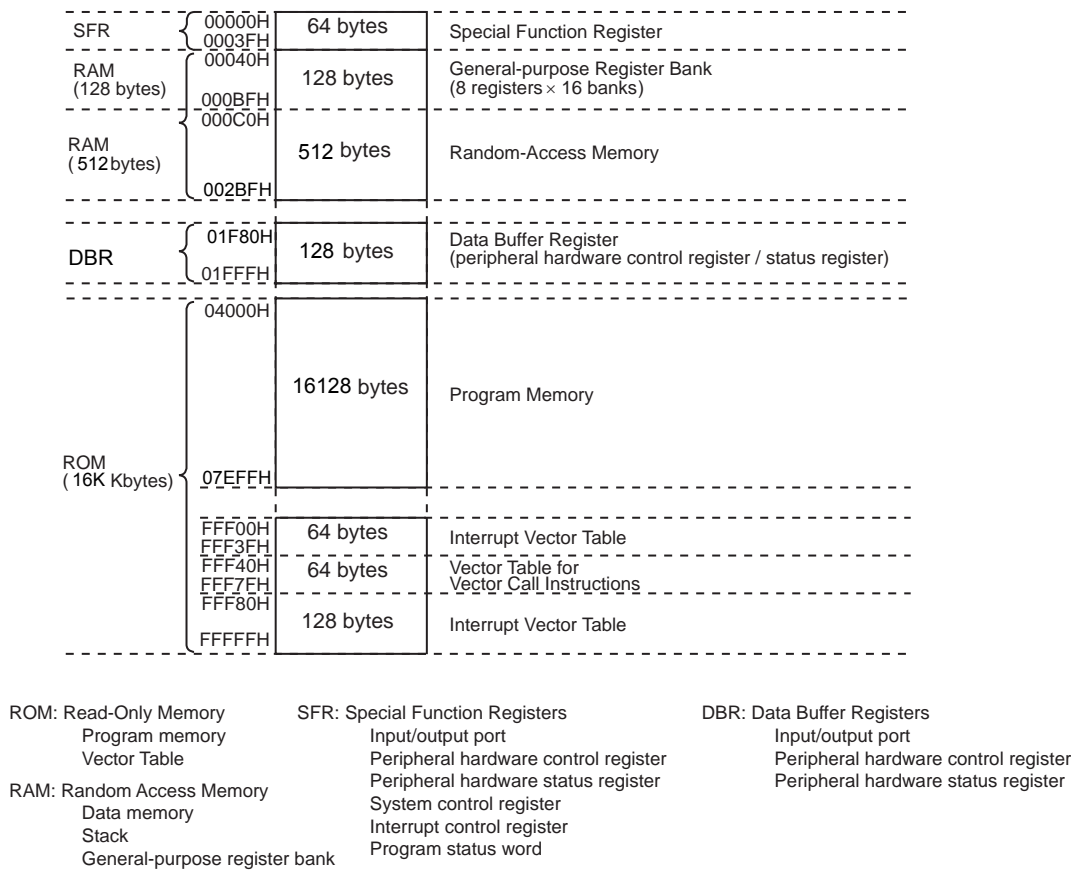 SFR
00000H
0003FH
64 bytes
Special Function Register
RAM
(128 bytes)
00040H
000BFH
128 bytes
General-purpose Register Bank
(8 registers × 16 banks)
RAM
( 512 bytes)
000C0H
002BFH
512 bytes
Random-Access Memory
DBR
01F80H
01FFFH
128 bytes
Data Buffer Register
(peripheral hardware control register / status register)
ROM
( 16K Kbytes)
04000H
07EFFH
16128 bytes
Program Memory
FFF00H
FFF3FH
64 bytes
Interrupt Vector Table
FFF40H
FFF7FH
64 bytes
Vector Table for
Vector Call Instructions
FFF80H
FFFFFH
128 bytes
Interrupt Vector Table
ROM: Read-Only Memory
Program memory
Vector Table
RAM: Random Access Memory
Data memory
Stack
General-purpose register bank
SFR: Special Function Registers
Input/output port
Peripheral hardware control register
Peripheral hardware status register
System control register
Interrupt control register
Program status word
DBR: Data Buffer Registers
Input/output port
Peripheral hardware control register
Peripheral hardware status register